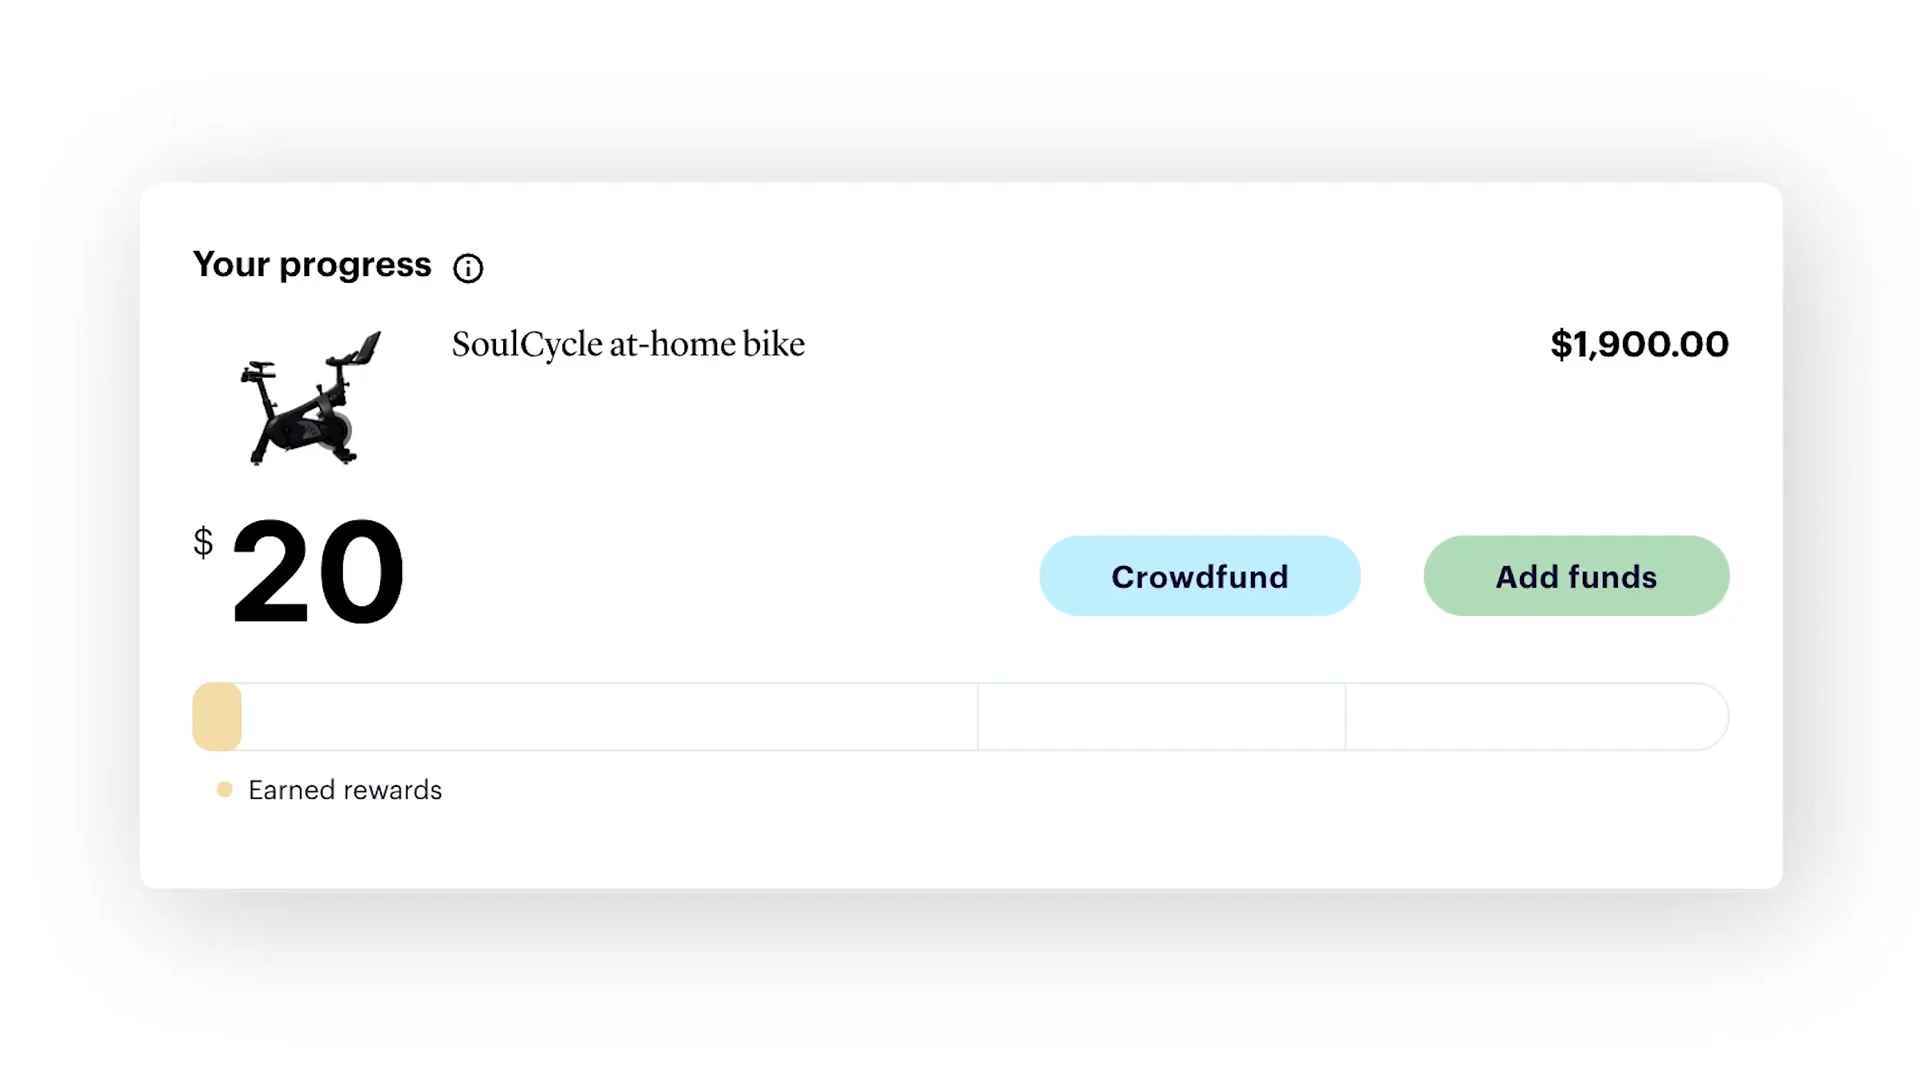 Your progress
SoulCycle at-home bike
$1,900.00
$ 20
Crowdfund
Add funds
Earned rewards